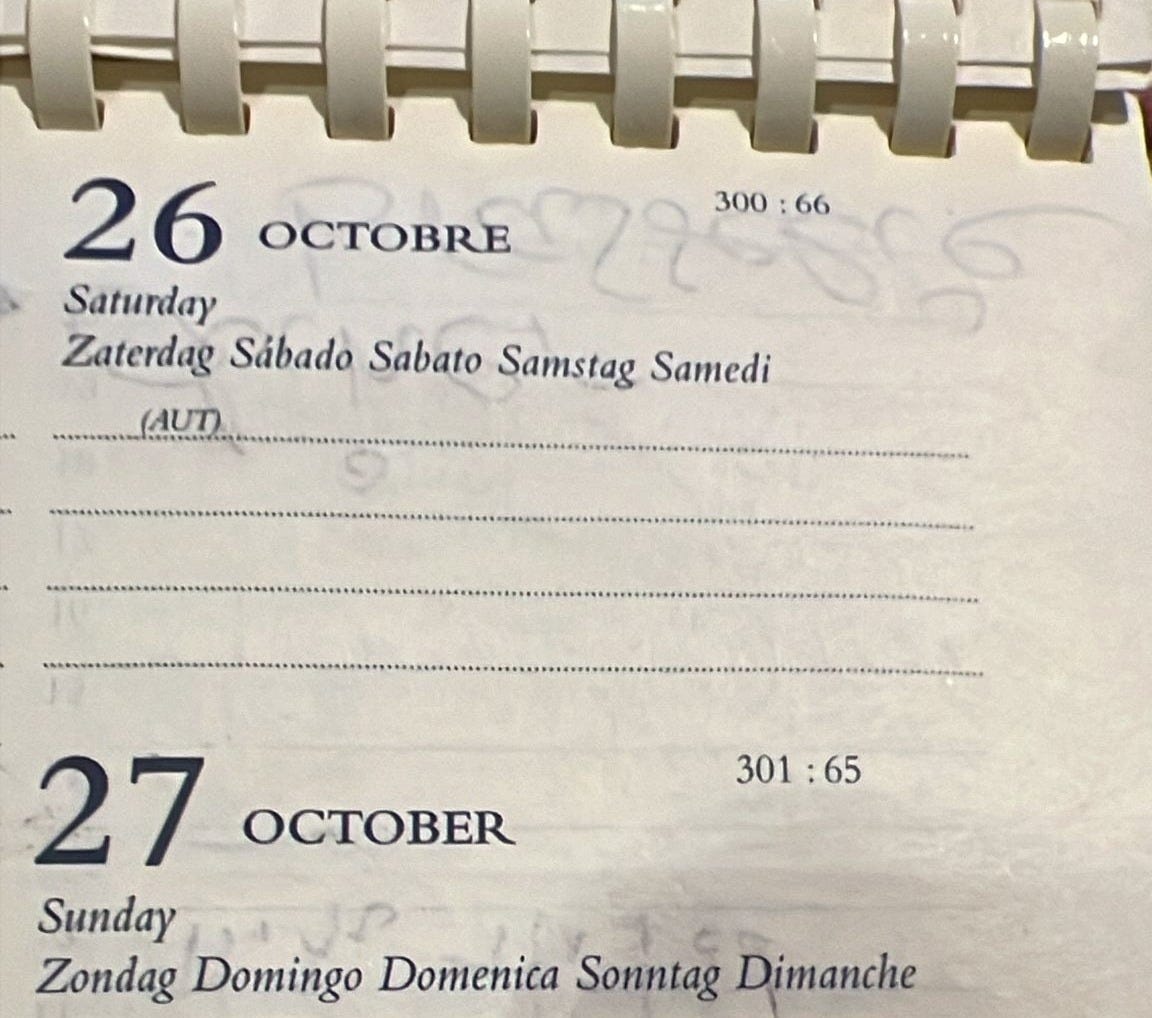 26 OCTOBRE 300 : 66
Saturday
Zaterdag Sábado Sabato Samstag Samedi
(AUT)
27 OCTOBER 301 : 65
Sunday
Zondag Domingo Domenica Sonntag Dimanche